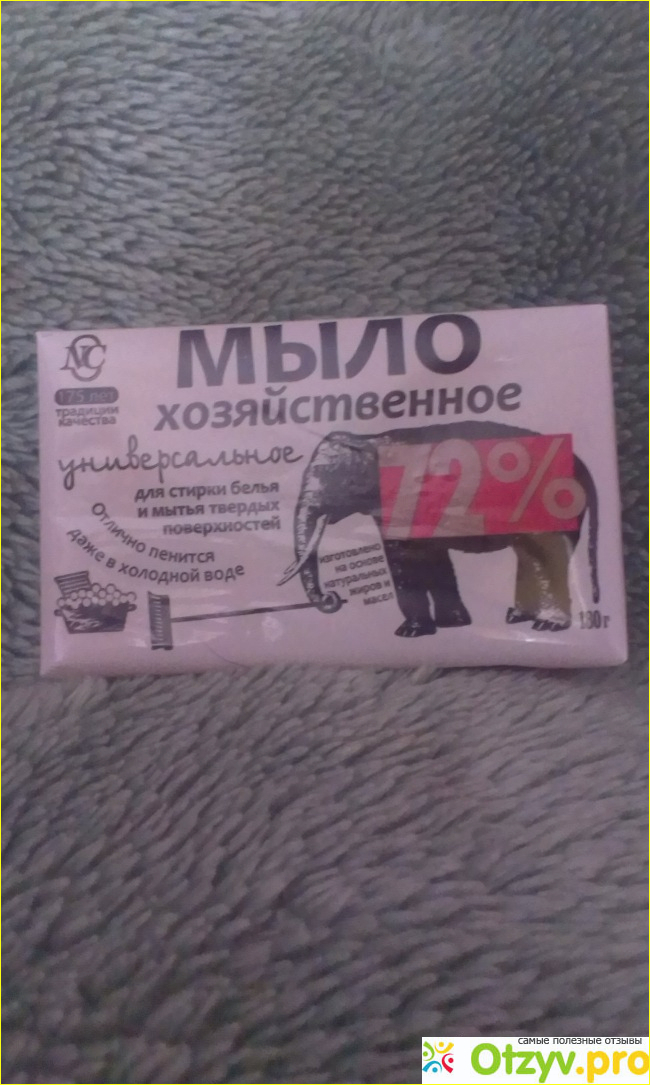 МЫЛО
хозяйственное
НС
175 лет
традиции
качества
универсальное
для стирки белья
и мытья твердых
поверхностей
Отлично пенится
даже в холодной воде
72%
изготовлено
на основе
натуральных
жиров и
масел
180 г
самые полезные отзывы
Otzyv.pro